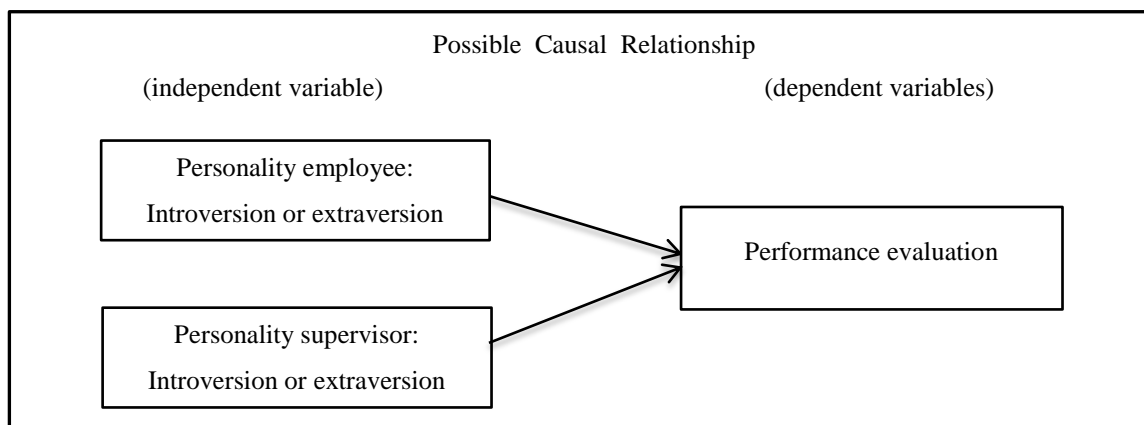 Possible Causal Relationship
(independent variable)
(dependent variables)
Personality employee:
Introversion or extraversion
Performance evaluation
Personality supervisor:
Introversion or extraversion